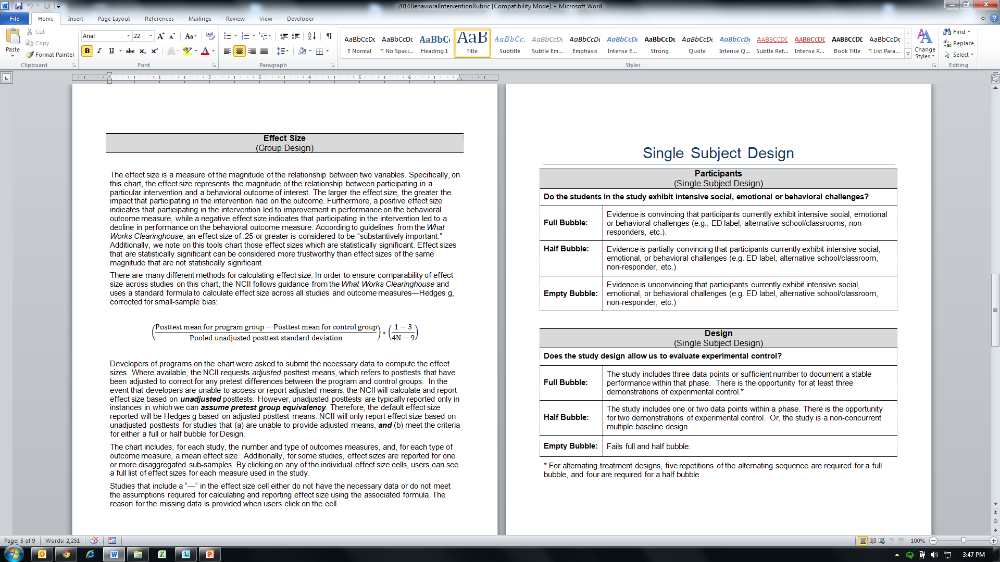 2014BehavioralInterventionRubric [Compatibility Mode] - Microsoft Word
File Home Insert Page Layout References Mailings Review View Developer
Paste
Cut
Copy
Format Painter
Clipboard
Arial 22
Font
Paragraph
AaBbCcDc AaBbCcDc AaBbC AaB AaBbCc. AaBbCcDc AaBbCcDc AaBbCcDc AaBbCcDc AaBbCcDc AaBbCcDc AABBCCDE AABBCCDE AABBCCDE AaBbCcDc
¶ Normal ¶ No Spaci... Heading 1 Title Subtitle Subtle Em... Emphasis Intense E... Strong Quote Intense Q... Subtle Ref... Intense R... Book Title ¶ List Para...
Styles
Change Styles
Find
Replace
Select
Editing
1 2 3 4 5 6
Effect Size
(Group Design)
The effect size is a measure of the magnitude of the relationship between two variables. Specifically, on
this chart, the effect size represents the magnitude of the relationship between participating in a
particular intervention and a behavioral outcome of interest. The larger the effect size, the greater the
impact that participating in the intervention had on the outcome. Furthermore, a positive effect size
indicates that participating in the intervention led to improvement in performance on the behavioral
outcome measure, while a negative effect size indicates that participating in the intervention led to a
decline in performance on the behavioral outcome measure. According to guidelines from the What
Works Clearinghouse, an effect size of .25 or greater is considered to be “substantively important.”
Additionally, we note on this tools chart those effect sizes which are statistically significant. Effect sizes
that are statistically significant can be considered more trustworthy than effect sizes of the same
magnitude that are not statistically significant.
There are many different methods for calculating effect size. In order to ensure comparability of effect
size across studies on this chart, the NCII follows guidance from the What Works Clearinghouse and
uses a standard formula to calculate effect size across all studies and outcome measures—Hedges g,
corrected for small-sample bias:
(Posttest mean for program group − Posttest mean for control group / Pooled unadjusted posttest standard deviation) * (1 − 3 / 4N − 9)
Developers of programs on the chart were asked to submit the necessary data to compute the effect
sizes. Where available, the NCII requests adjusted posttest means, which refers to posttests that have
been adjusted to correct for any pretest differences between the program and control groups. In the
event that developers are unable to access or report adjusted means, the NCII will calculate and report
effect size based on unadjusted posttests. However, unadjusted posttests are typically reported only in
instances in which we can assume pretest group equivalency. Therefore, the default effect size
reported will be Hedges g based on adjusted posttest means. NCII will only report effect size based on
unadjusted posttests for studies that (a) are unable to provide adjusted means, and (b) meet the criteria
for either a full or half bubble for Design.
The chart includes, for each study, the number and type of outcomes measures, and, for each type of
outcome measure, a mean effect size. Additionally, for some studies, effect sizes are reported for one
or more disaggregated sub-samples. By clicking on any of the individual effect size cells, users can see
a full list of effect sizes for each measure used in the study.
Studies that include a “—“ in the effect size cell either do not have the necessary data or do not meet
the assumptions required for calculating and reporting effect size using the associated formula. The
reason for the missing data is provided when users click on the cell.
Single Subject Design
Participants
(Single Subject Design)
Do the students in the study exhibit intensive social, emotional or behavioral challenges?
Full Bubble:
Evidence is convincing that participants currently exhibit intensive social, emotional
or behavioral challenges (e.g., ED label, alternative school/classrooms, non-
responders, etc.).
Half Bubble:
Evidence is partially convincing that participants currently exhibit intensive social,
emotional, or behavioral challenges (e.g. ED label, alternative school/classroom,
non-responder, etc.)
Empty Bubble:
Evidence is unconvincing that participants currently exhibit intensive social,
emotional, or behavioral challenges (e.g. ED label, alternative school/classroom,
non-responder, etc.)
Design
(Single Subject Design)
Does the study design allow us to evaluate experimental control?
Full Bubble:
The study includes three data points or sufficient number to document a stable
performance within that phase. There is the opportunity for at least three
demonstrations of experimental control.*
Half Bubble:
The study includes one or two data points within a phase. There is the opportunity
for two demonstrations of experimental control. Or, the study is a non-concurrent
multiple baseline design.
Empty Bubble:
Fails full and half bubble.
* For alternating treatment designs, five repetitions of the alternating sequence are required for a full
bubble, and four are required for a half bubble.
Page: 5 of 9 Words: 2,251
100%
3:47 PM